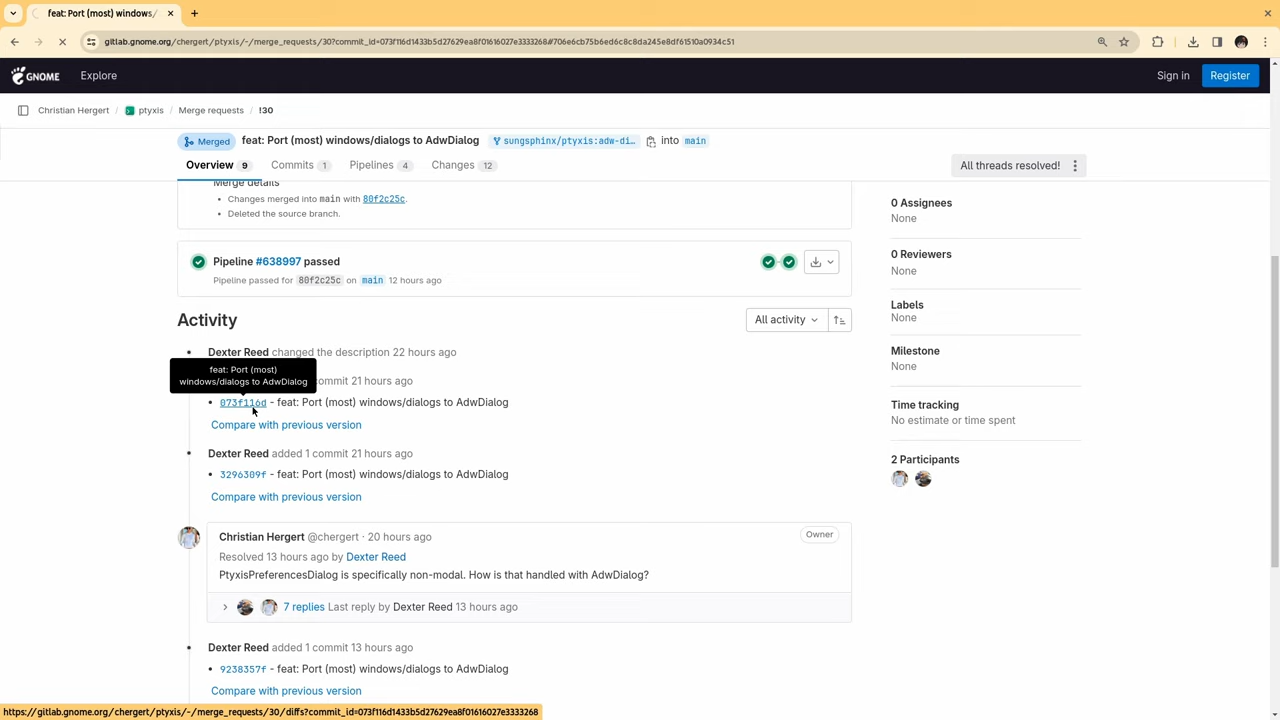 feat: Port (most) windows/
gitlab.gnome.org/chergert/ptyxis/-/merge_requests/30?commit_id=073f116d1433b5d27629ea8f01616027e3333268#706e6cb75b6ed6c8c8da245e8df61510a0934c51
GNOME Explore Sign in Register
Christian Hergert / ptyxis / Merge requests / !30
Merged feat: Port (most) windows/dialogs to AdwDialog sungsphinx/ptyxis:adw-di... into main
Overview 9 Commits 1 Pipelines 4 Changes 12 All threads resolved!
Merge details
• Changes merged into main with 80f2c25c.
• Deleted the source branch.
Pipeline #638997 passed
Pipeline passed for 80f2c25c on main 12 hours ago
Activity All activity
Dexter Reed changed the description 22 hours ago
feat: Port (most)
windows/dialogs to AdwDialog
commit 21 hours ago
• 073f116d - feat: Port (most) windows/dialogs to AdwDialog
Compare with previous version
Dexter Reed added 1 commit 21 hours ago
• 3296309f - feat: Port (most) windows/dialogs to AdwDialog
Compare with previous version
Christian Hergert @chergert · 20 hours ago Owner
Resolved 13 hours ago by Dexter Reed
PtyxisPreferencesDialog is specifically non-modal. How is that handled with AdwDialog?
7 replies Last reply by Dexter Reed 13 hours ago
Dexter Reed added 1 commit 13 hours ago
• 9238357f - feat: Port (most) windows/dialogs to AdwDialog
Compare with previous version
0 Assignees
None
0 Reviewers
None
Labels
None
Milestone
None
Time tracking
No estimate or time spent
2 Participants
https://gitlab.gnome.org/chergert/ptyxis/-/merge_requests/30/diffs?commit_id=073f116d1433b5d27629ea8f01616027e3333268